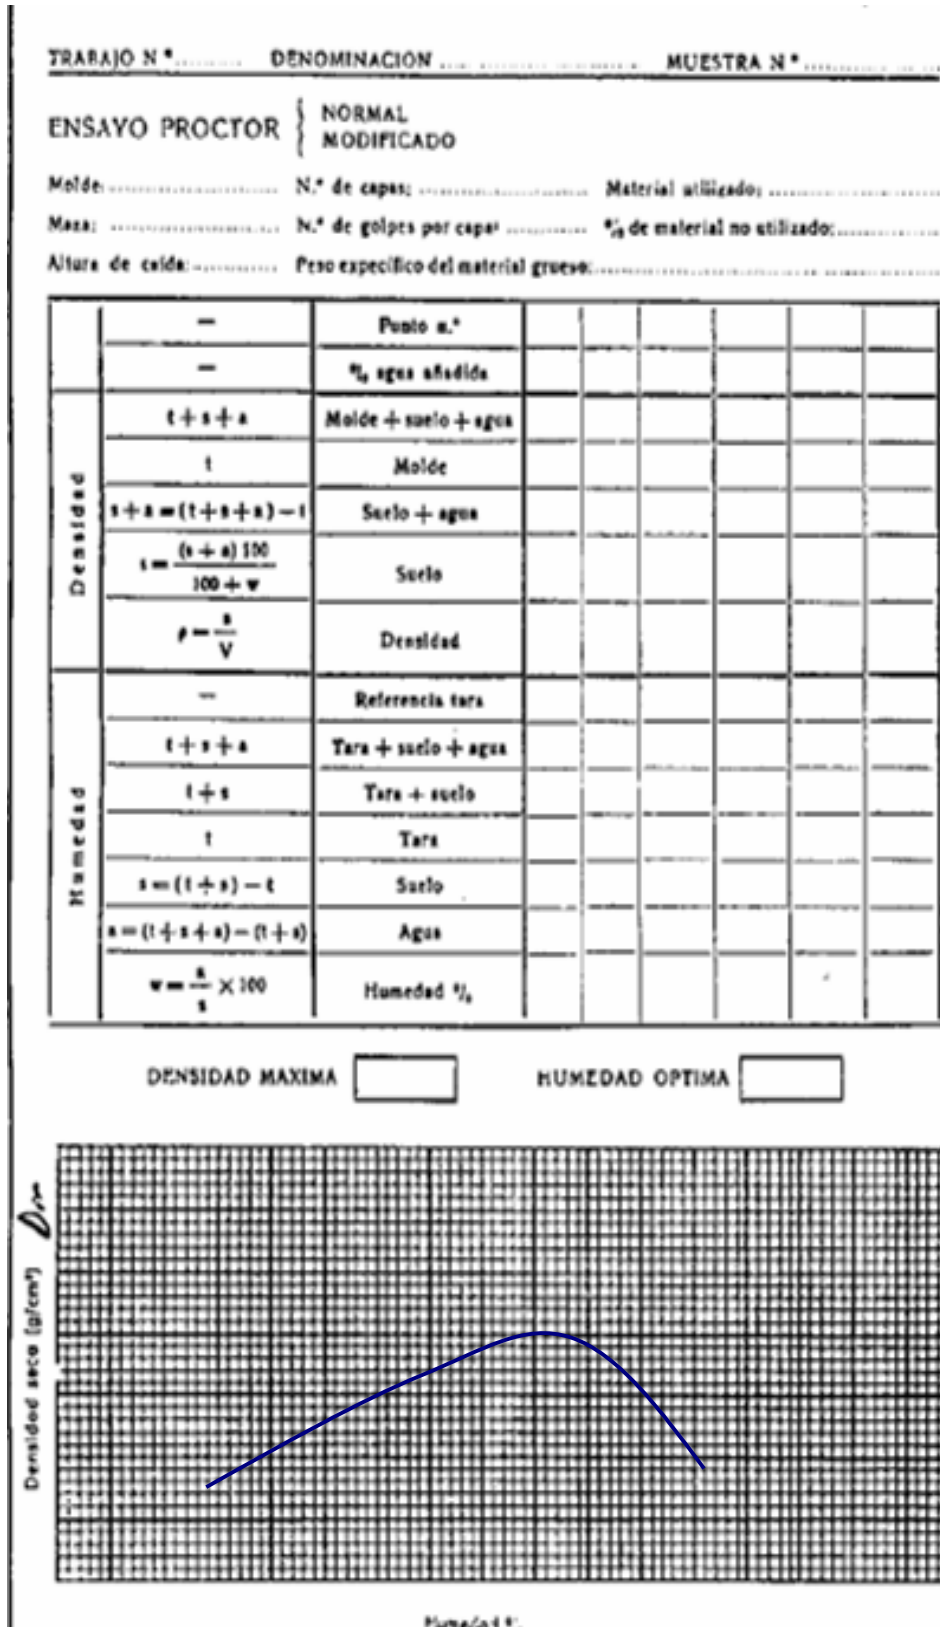 TRABAJO N º ......... DENOMINACION .................... MUESTRA N º ............
ENSAYO PROCTOR { NORMAL
MODIFICADO
Molde: .................... N.º de capas: .................... Material utilizado: ....................
Maza: .................... N.º de golpes por capa: ......... % de material no utilizado: ............
Altura de caída: ............ Peso específico del material grueso: ........................................
— Punto n.º
— % agua añadida
Densidad
t + s + a Molde + suelo + agua
t Molde
s + a = (t + s + a) — t Suelo + agua
s = (s + a) 100 / 100 + w Suelo
ρ = s / V Densidad
Humedad
— Referencia tara
t + s + a Tara + suelo + agua
t + s Tara + suelo
t Tara
s = (t + s) — t Suelo
a = (t + s + a) — (t + s) Agua
w = a / s × 100 Humedad %
DENSIDAD MAXIMA HUMEDAD OPTIMA
Densidad seca (g/cm³)
Humedad %